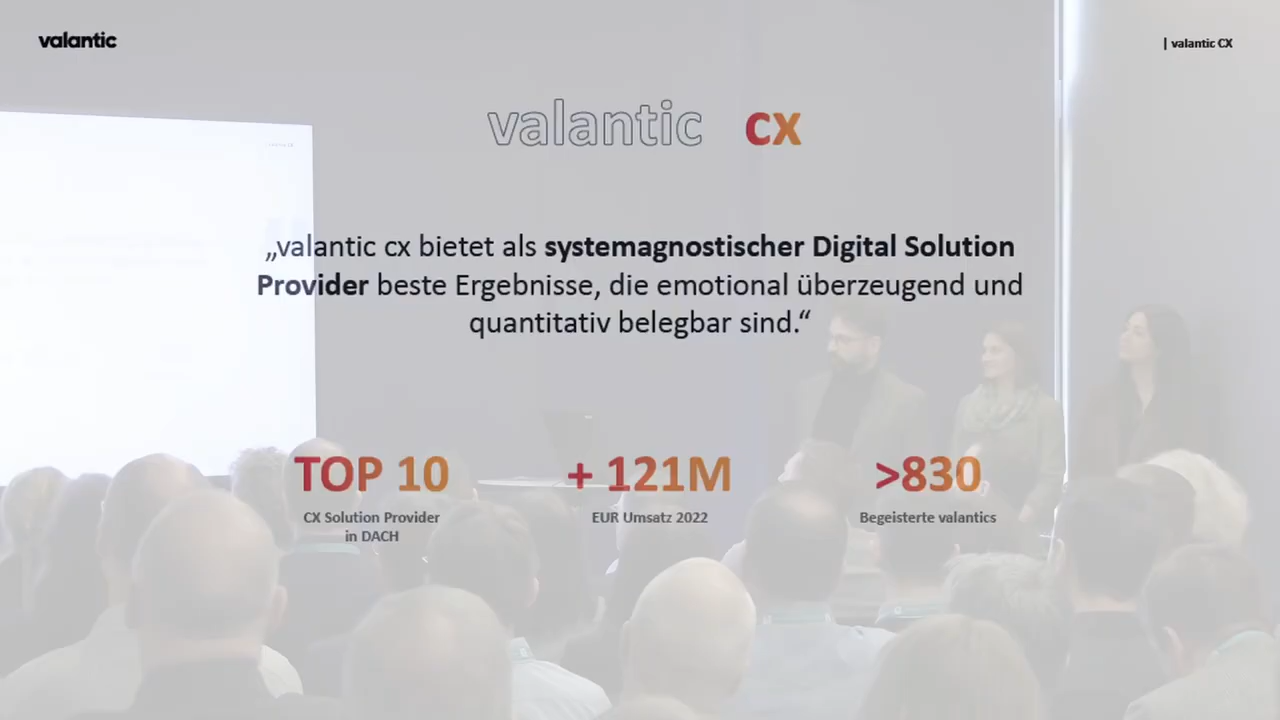 valantic
| valantic CX
valantic cx
„valantic cx bietet als systemagnostischer Digital Solution
Provider beste Ergebnisse, die emotional überzeugend und
quantitativ belegbar sind.“
TOP 10
CX Solution Provider
in DACH
+ 121M
EUR Umsatz 2022
>830
Begeisterte valantics